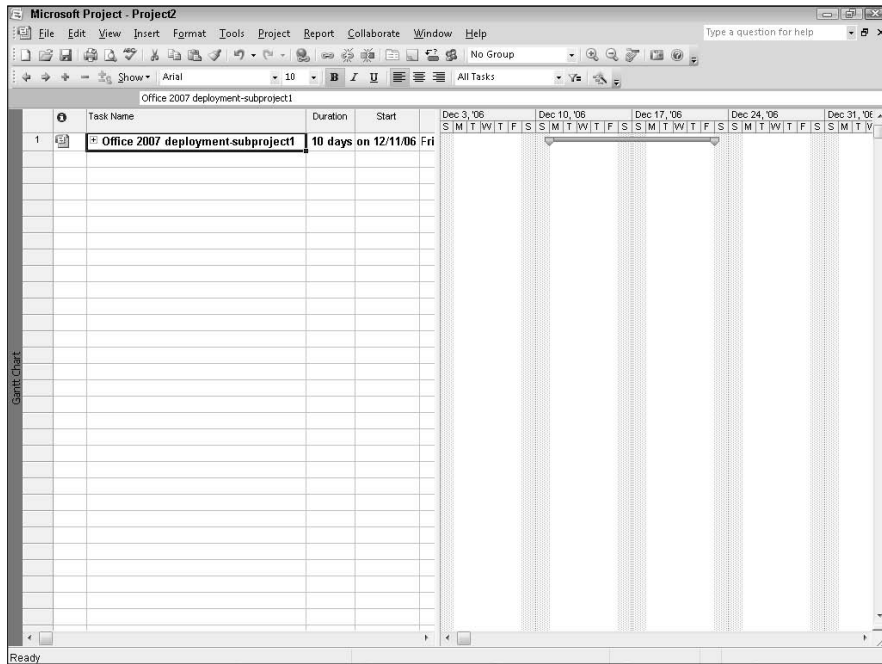 Microsoft Project - Project2
File Edit View Insert Format Tools Project Report Collaborate Window Help
Type a question for help
No Group
Show Arial 10 B I U All Tasks
Office 2007 deployment-subproject1
Task Name Duration Start Dec 3, '06 Dec 10, '06 Dec 17, '06 Dec 24, '06 Dec 31, '06
S M T W T F S S M T W T F S S M T W T F S S M T W T F S S M T W
1 Office 2007 deployment-subproject1 10 days on 12/11/06 Fri
Gantt Chart
Ready